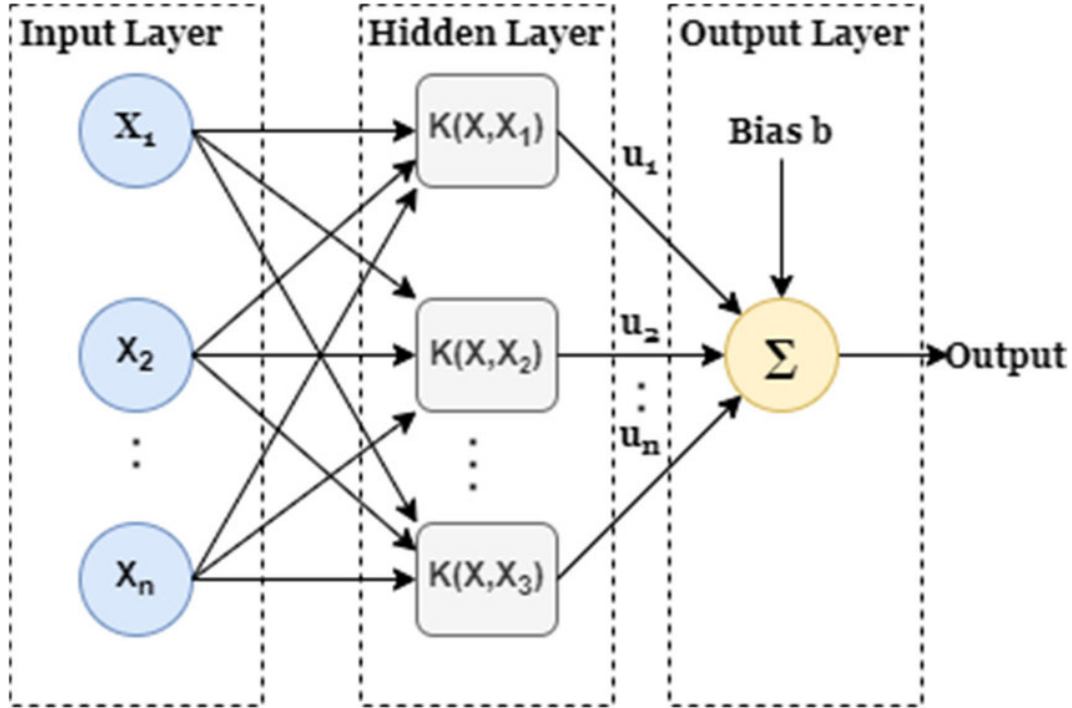 Input Layer
Hidden Layer
Output Layer
X₁
K(X,X₁)
u₁
Bias b
X₂
K(X,X₂)
u₂
Σ
Output
:
⋮
:
uₙ
Xₙ
K(X,X₃)